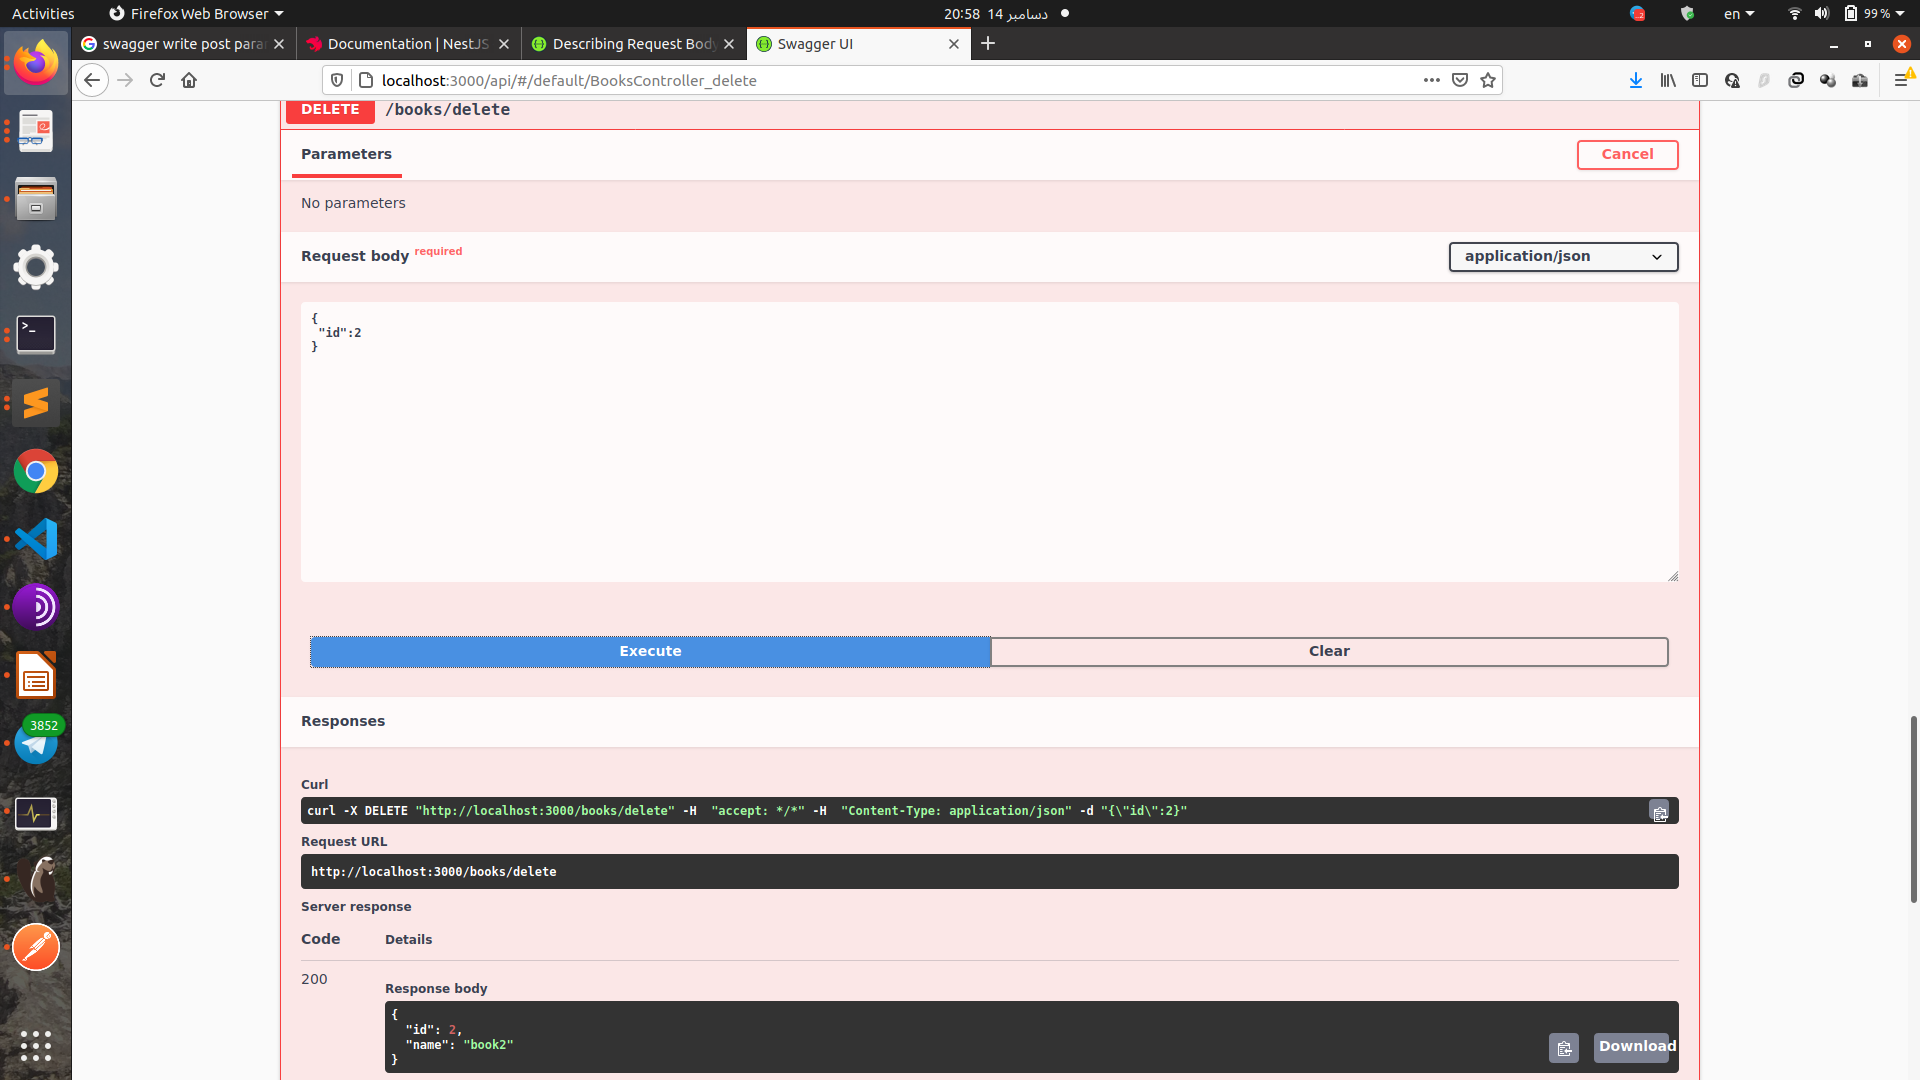 Activities
Firefox Web Browser
20:58 14 دسامبر
2
en
99 %
swagger write post para
Documentation | NestJS
Describing Request Body
Swagger UI
localhost:3000/api/#/default/BooksController_delete
DELETE /books/delete
Parameters
Cancel
No parameters
Request body required
application/json
{
"id":2
}
Execute
Clear
Responses
Curl
curl -X DELETE "http://localhost:3000/books/delete" -H  "accept: */*" -H  "Content-Type: application/json" -d "{\"id\":2}"
Request URL
http://localhost:3000/books/delete
Server response
Code
Details
200
Response body
{
"id": 2,
"name": "book2"
}
Download
3852
>_